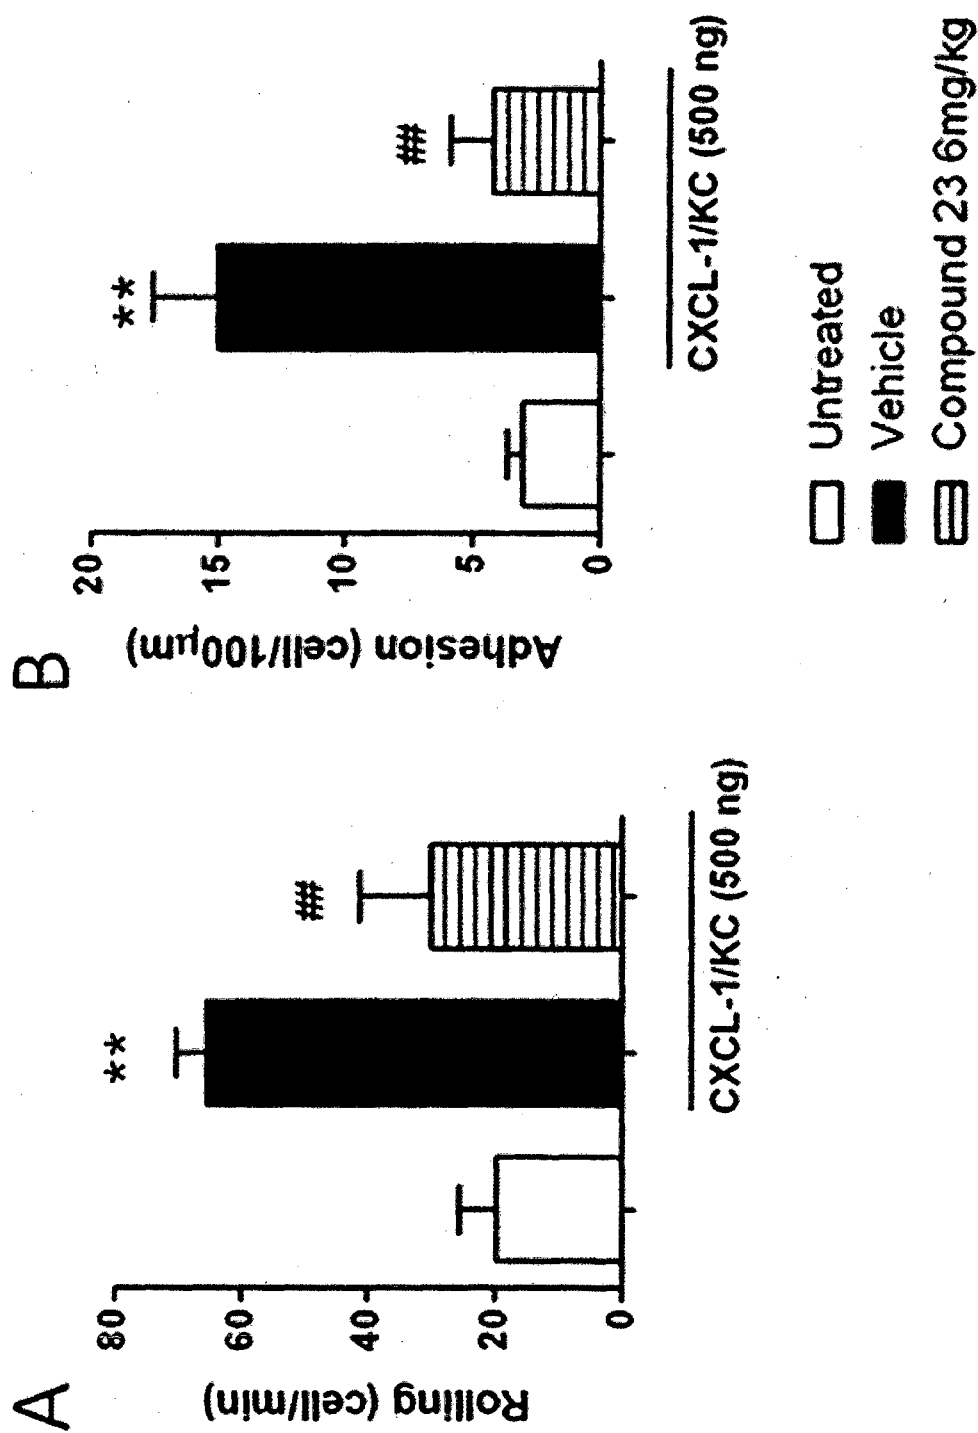 A
Rolling (cell/min)
80
60
40
20
0
**
##
CXCL-1/KC (500 ng)
B
Adhesion (cell/100µm)
20
15
10
5
0
**
##
CXCL-1/KC (500 ng)
Untreated
Vehicle
Compound 23 6mg/kg